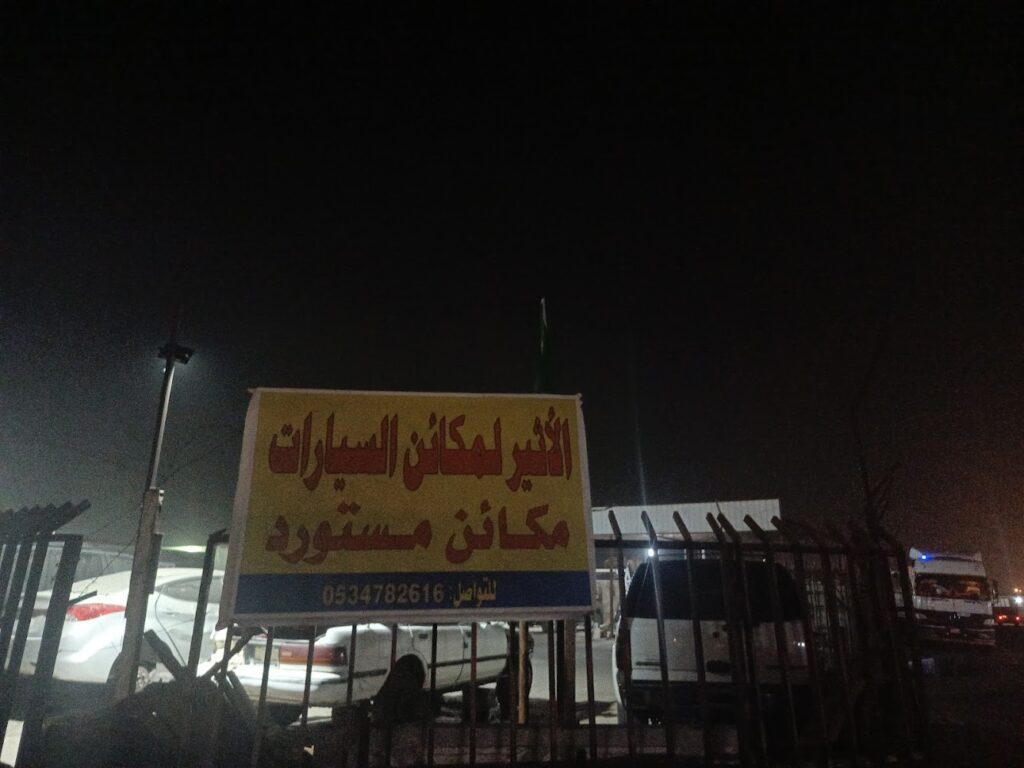 الأثير لمكائن السيارات
مكائن مستورد
للتواصل: 0534782616